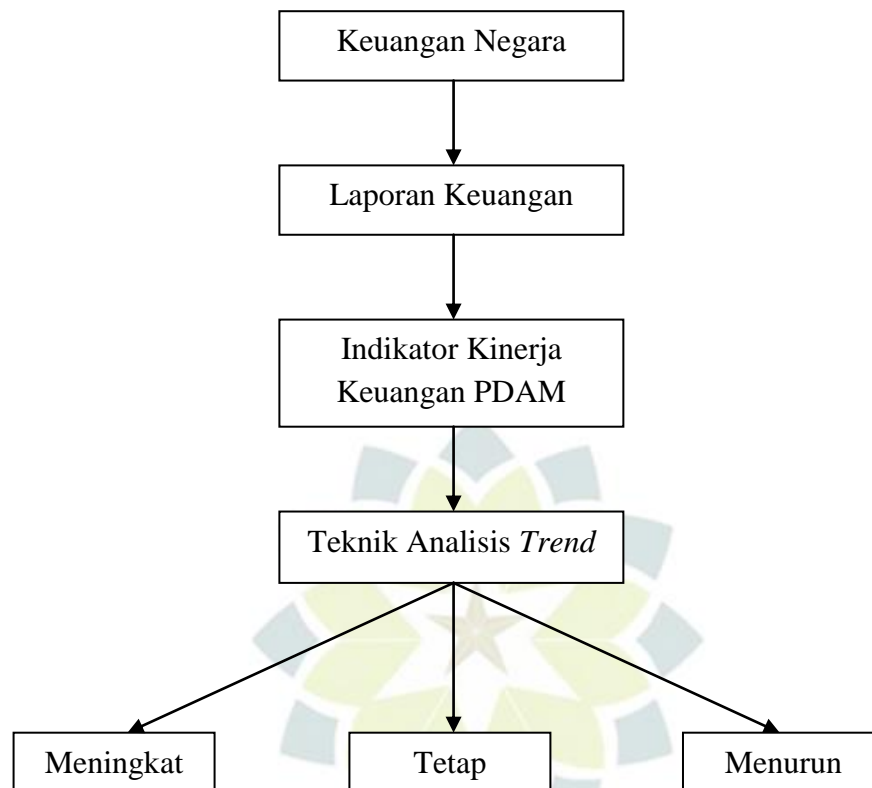 Keuangan Negara
Laporan Keuangan
Indikator Kinerja
Keuangan PDAM
Teknik Analisis Trend
Meningkat
Tetap
Menurun